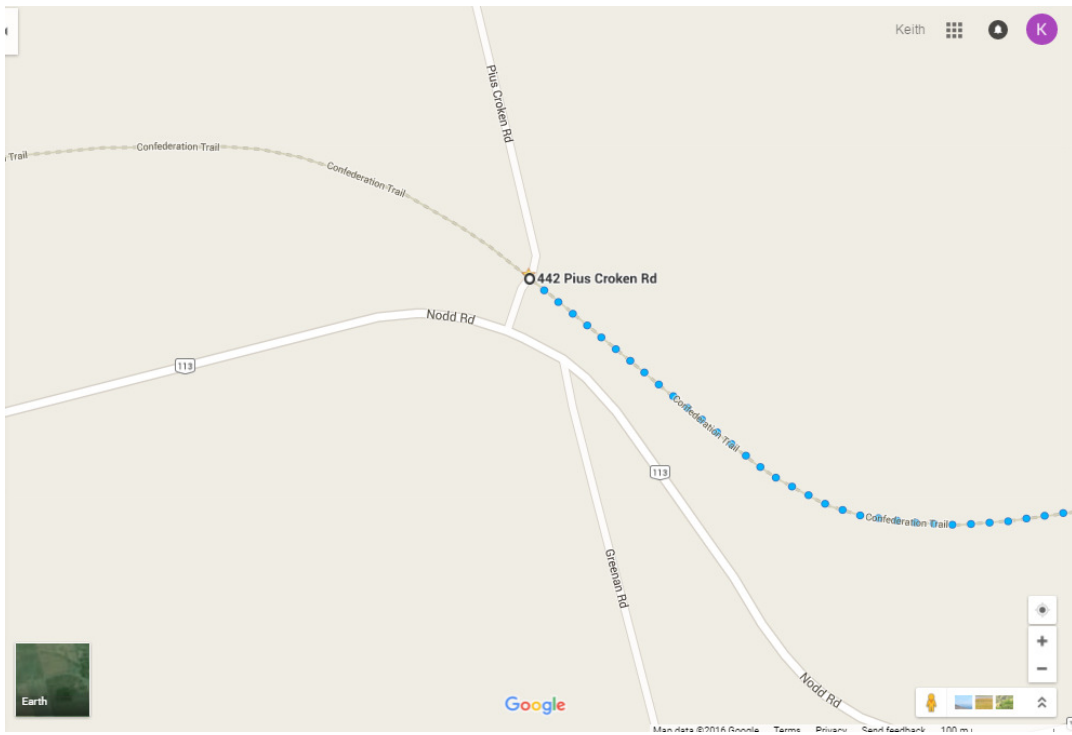 Keith
K
Pius Croken Rd
Confederation Trail
Trail
Confederation Trail
442 Pius Croken Rd
Nodd Rd
113
Confederation Trail
113
Confederation Trail
Greenan Rd
Nodd Rd
Earth
Google
Map data ©2016 Google Terms Privacy Send feedback 100 m